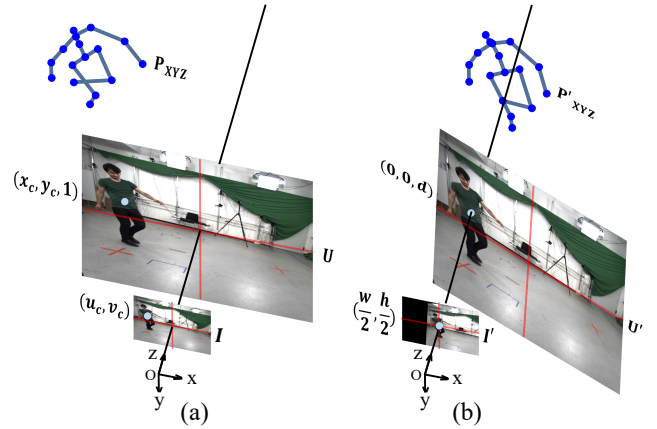 P_XYZ
(x_c, y_c, 1)
U
(u_c, v_c)
I
z
O
x
y
(a)
P'_XYZ
(0, 0, d)
U'
(w/2, h/2)
I'
z
O
x
y
(b)